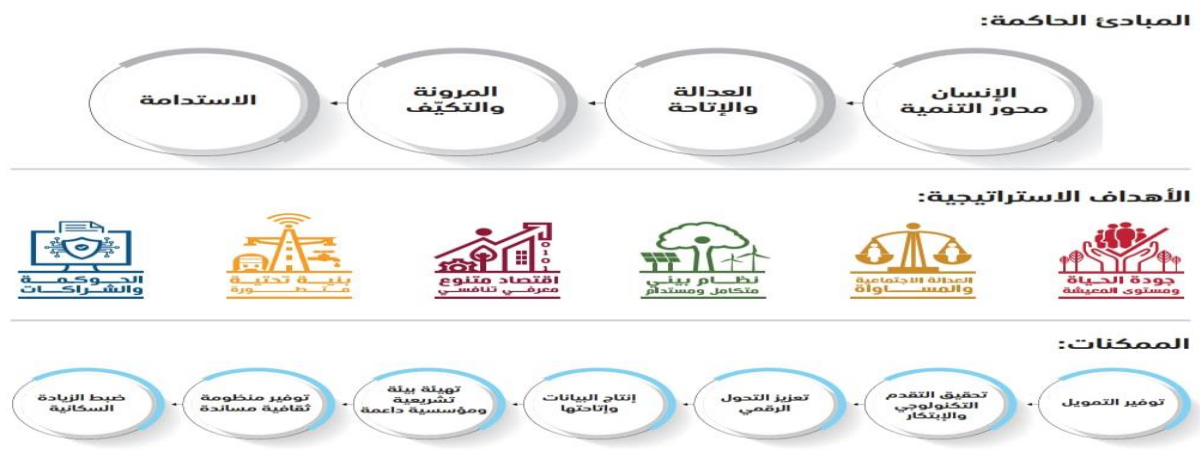 المبادئ الحاكمة:
الإنسان
محور التنمية
العدالة
والإتاحة
المرونة
والتكيّف
الاستدامة
الأهداف الاستراتيجية:
جودة الحياة
ومستوى المعيشة
العدالة الاجتماعية
والمساواة
نظام بيئي
متكامل ومستدام
اقتصاد متنوع
معرفي تنافسي
بنية تحتية
متطورة
الحوكمة
والشراكات
الممكنات:
توفير التمويل
تحقيق التقدم
التكنولوجي
والإبتكار
تعزيز التحول
الرقمي
إنتاج البيانات
وإتاحتها
تهيئة بيئة
تشريعية
ومؤسسية داعمة
توفير منظومة
ثقافية مساندة
ضبط الزيادة
السكانية